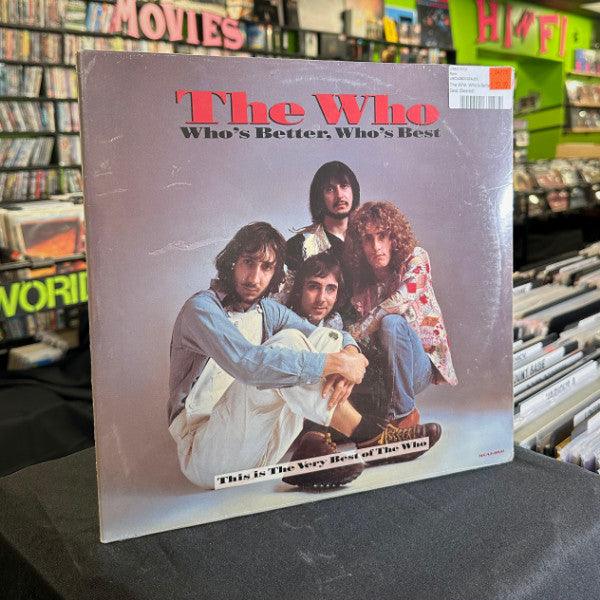 MOVIES
HI FI
WORLD
The Who
Who's Better, Who's Best
This is The Very Best of The Who